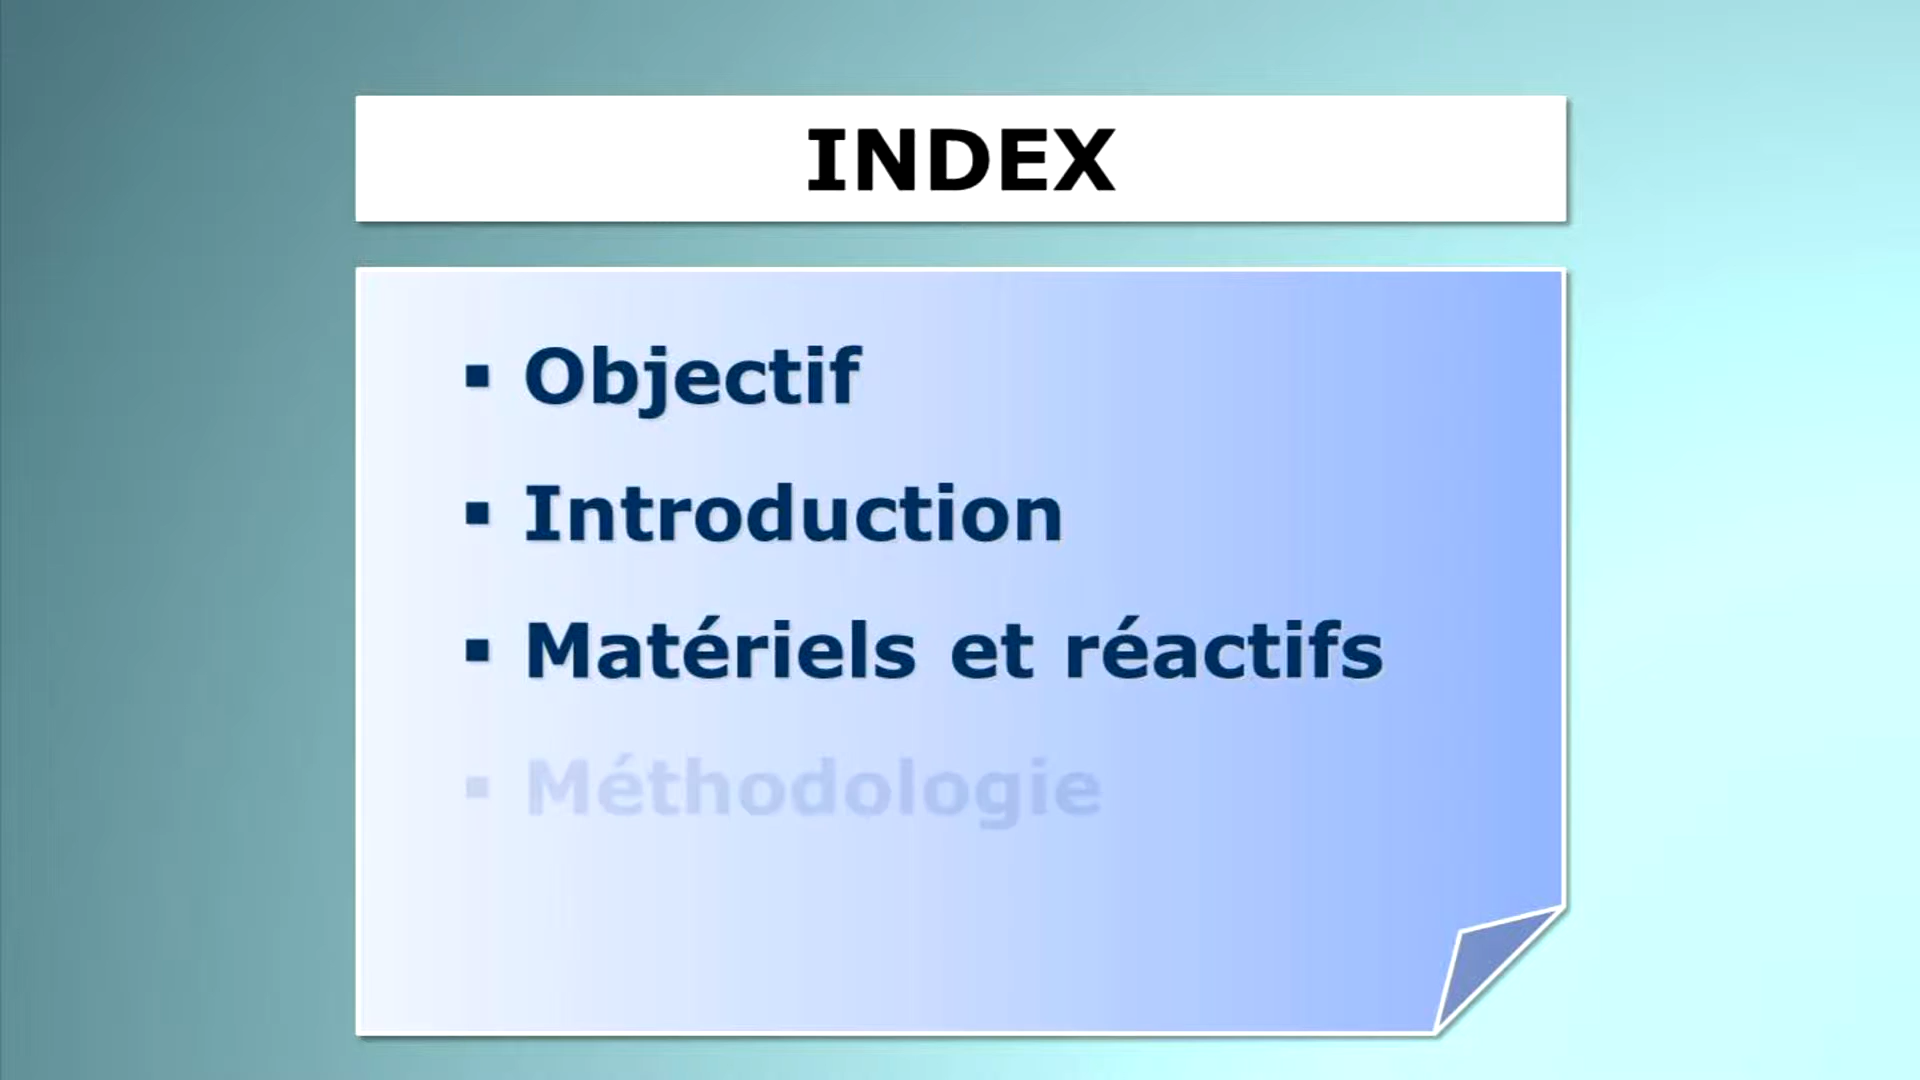 INDEX
▪ Objectif
▪ Introduction
▪ Matériels et réactifs
▪ Méthodologie